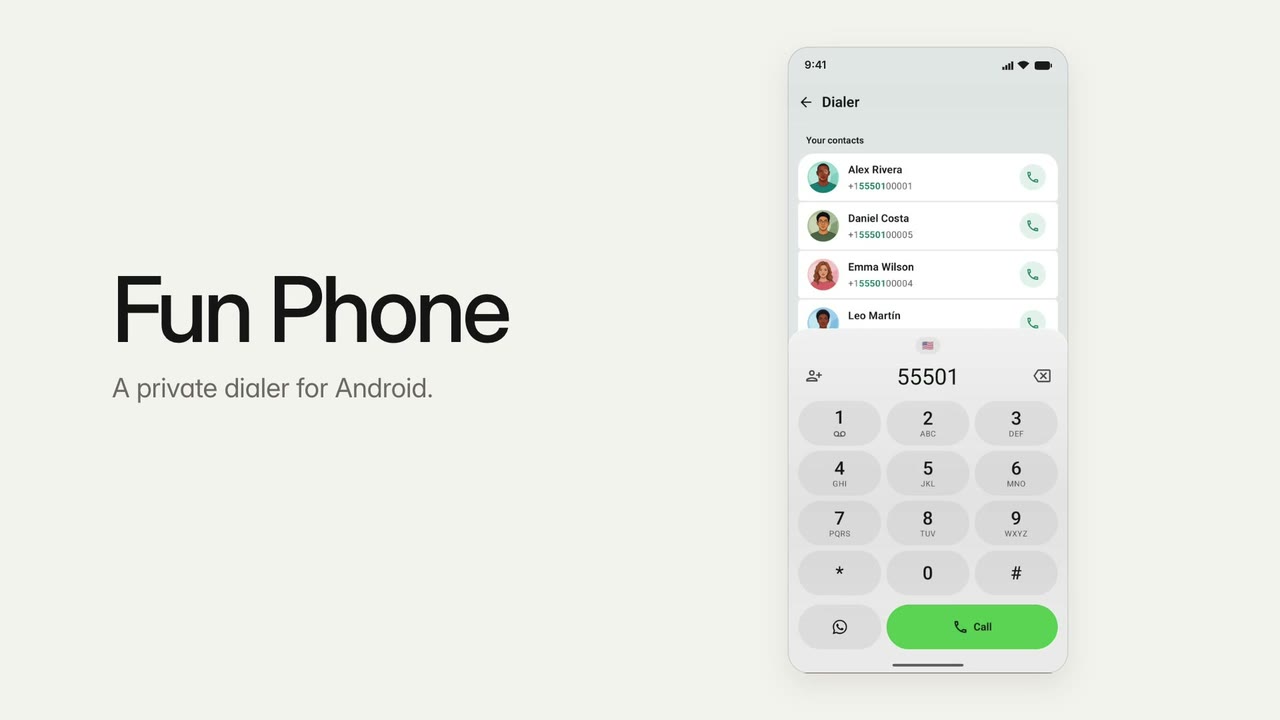 Fun Phone
A private dialer for Android.
9:41
Dialer
Your contacts
Alex Rivera
+15550100001
Daniel Costa
+15550100005
Emma Wilson
+15550100004
Leo Martín
55501
1
2
ABC
3
DEF
4
GHI
5
JKL
6
MNO
7
PQRS
8
TUV
9
WXYZ
*
0
#
Call